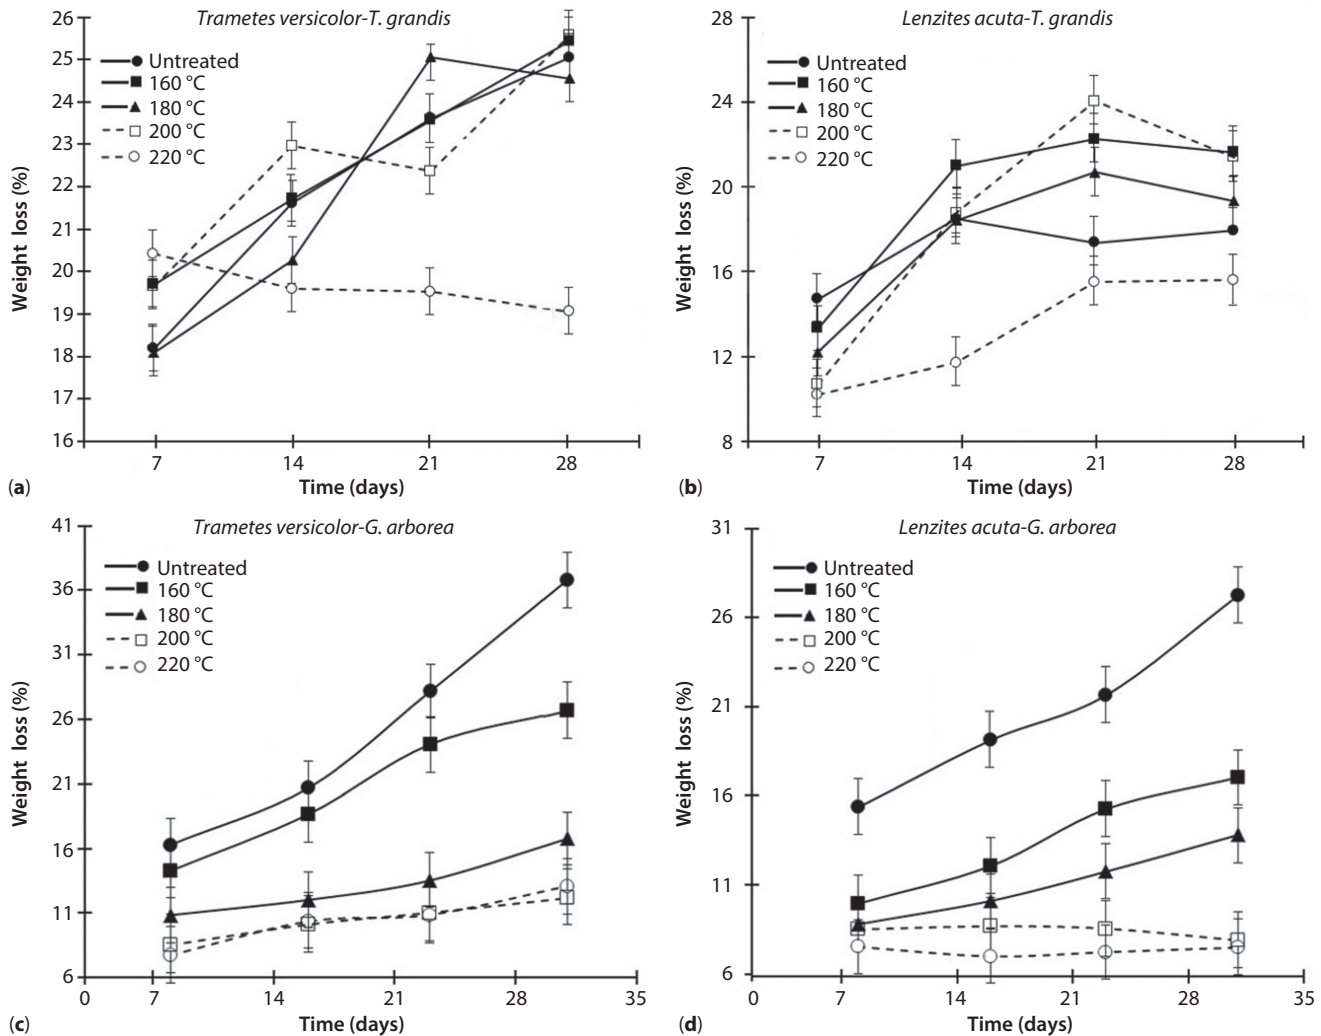 Trametes versicolor-T. grandis
26
25
24
23
22
21
20
19
18
17
16
Weight loss (%)
Untreated
160 °C
180 °C
200 °C
220 °C
7 14 21 28
Time (days)
(a)
Lenzites acuta-T. grandis
28
24
20
16
12
8
Weight loss (%)
Untreated
160 °C
180 °C
200 °C
220 °C
7 14 21 28
Time (days)
(b)
Trametes versicolor-G. arborea
41
36
31
26
21
16
11
6
Weight loss (%)
Untreated
160 °C
180 °C
200 °C
220 °C
0 7 14 21 28 35
Time (days)
(c)
Lenzites acuta-G. arborea
31
26
21
16
11
6
Weight loss (%)
Untreated
160 °C
180 °C
200 °C
220 °C
0 7 14 21 28 35
Time (days)
(d)